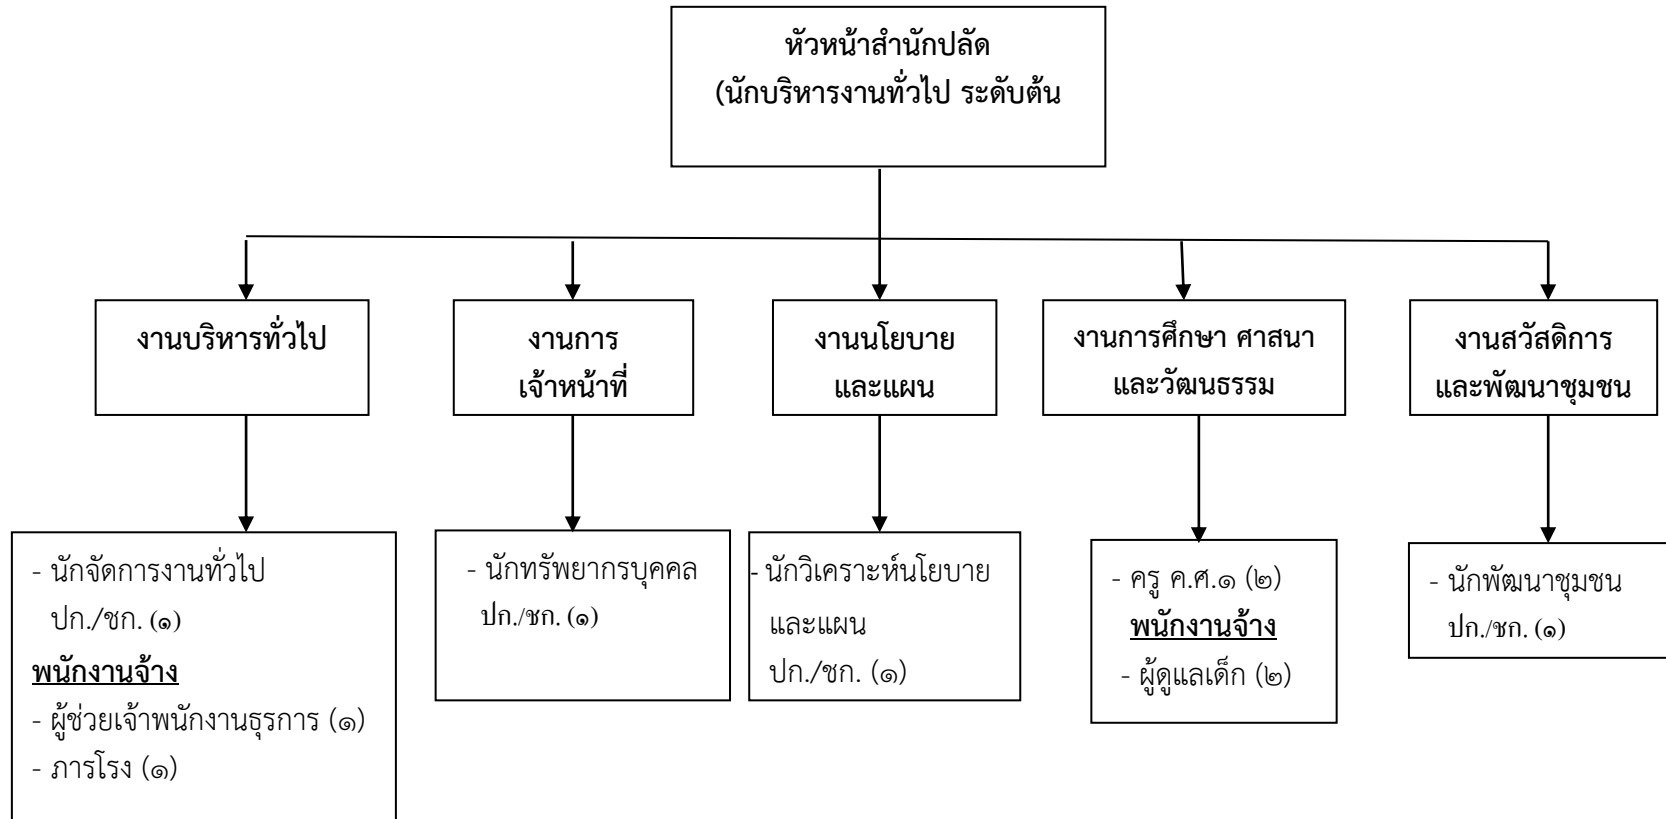 หัวหน้าสำนักปลัด
(นักบริหารงานทั่วไป ระดับต้น
งานบริหารทั่วไป
งานการ
เจ้าหน้าที่
งานนโยบาย
และแผน
งานการศึกษา ศาสนา
และวัฒนธรรม
งานสวัสดิการ
และพัฒนาชุมชน
- นักจัดการงานทั่วไป
ปก./ชก. (๑)
พนักงานจ้าง
- ผู้ช่วยเจ้าพนักงานธุรการ (๑)
- ภารโรง (๑)
- นักทรัพยากรบุคคล
ปก./ชก. (๑)
- นักวิเคราะห์นโยบาย
และแผน
ปก./ชก. (๑)
- ครู ค.ศ.๑ (๒)
พนักงานจ้าง
- ผู้ดูแลเด็ก (๒)
- นักพัฒนาชุมชน
ปก./ชก. (๑)